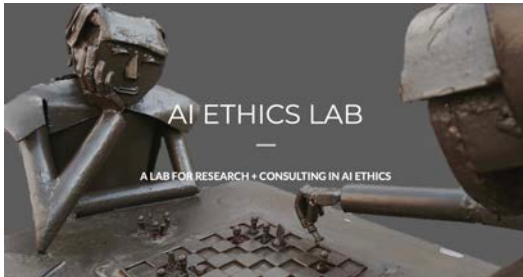 AI ETHICS LAB
A LAB FOR RESEARCH + CONSULTING IN AI ETHICS